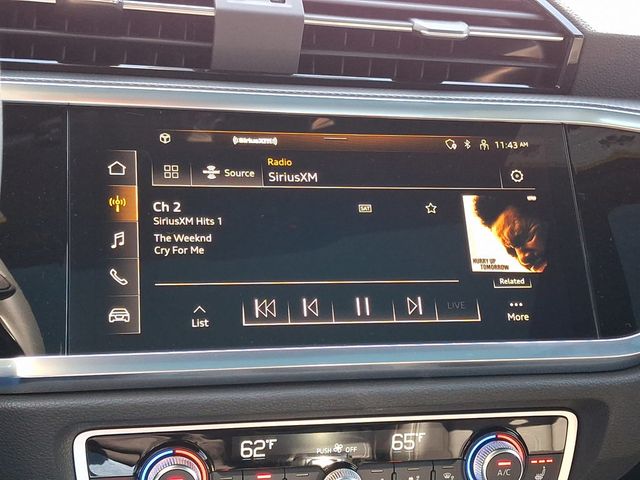 SiriusXM
11:43 AM
Source
Radio
SiriusXM
Ch 2
SAT
SiriusXM Hits 1
The Weeknd
Cry For Me
HURRY UP
TOMORROW
Related
List
LIVE
More
62°F
PUSH OFF
65°F
A/C